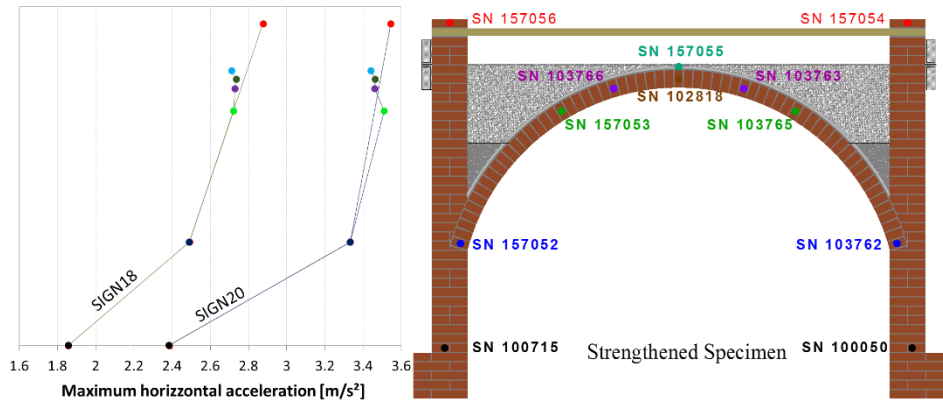 SIGN18
SIGN20
1.6 1.8 2 2.2 2.4 2.6 2.8 3 3.1 3.5 3.6
Maximum horizzontal acceleration [m/s²]
SN 157056
SN 157054
SN 157055
SN 103766
SN 103763
SN 102818
SN 157053
SN 103765
SN 157052
SN 103762
SN 100715
SN 100050
Strengthened Specimen